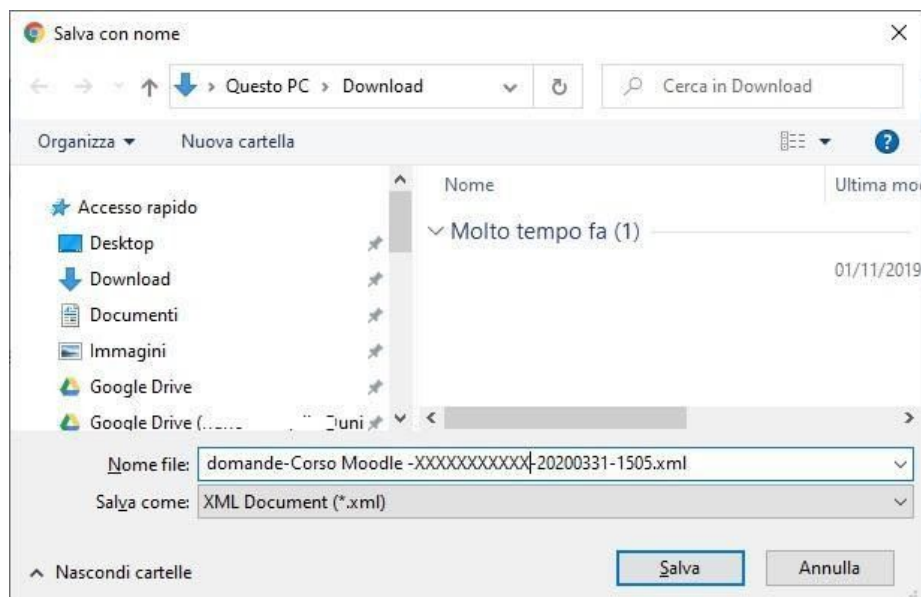 Salva con nome
Questo PC > Download
Cerca in Download
Organizza
Nuova cartella
Nome
Ultima mo
Accesso rapido
Molto tempo fa (1)
Desktop
Download
01/11/2019
Documenti
Immagini
Google Drive
Google Drive (
Nome file: domande-Corso Moodle -XXXXXXXXXXX-20200331-1505.xml
Salva come: XML Document (*.xml)
Nascondi cartelle
Salva
Annulla